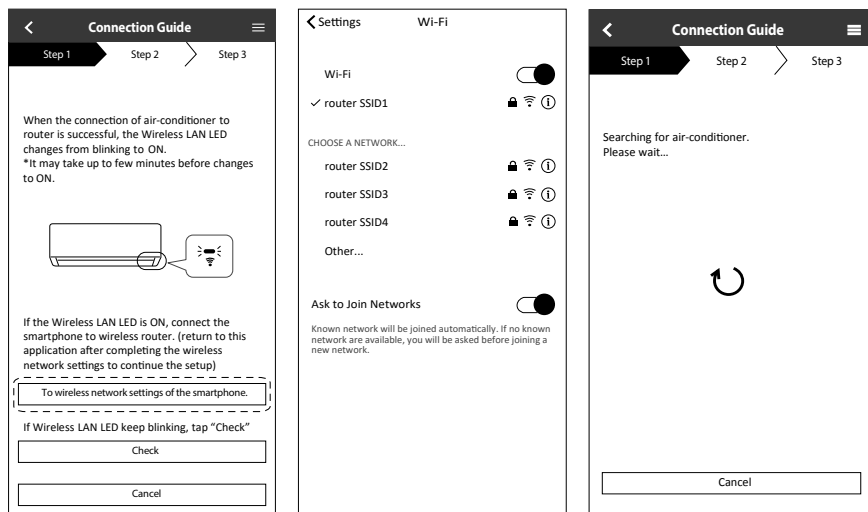 Connection Guide
Step 1
Step 2
Step 3
When the connection of air-conditioner to
router is successful, the Wireless LAN LED
changes from blinking to ON.
*It may take up to few minutes before changes
to ON.
If the Wireless LAN LED is ON, connect the
smartphone to wireless router. (return to this
application after completing the wireless
network settings to continue the setup)
To wireless network settings of the smartphone.
If Wireless LAN LED keep blinking, tap “Check”
Check
Cancel
Settings
Wi-Fi
Wi-Fi
router SSID1
CHOOSE A NETWORK...
router SSID2
router SSID3
router SSID4
Other...
Ask to Join Networks
Known network will be joined automatically. If no known
network are available, you will be asked before joining a
new network.
Connection Guide
Step 1
Step 2
Step 3
Searching for air-conditioner.
Please wait...
Cancel